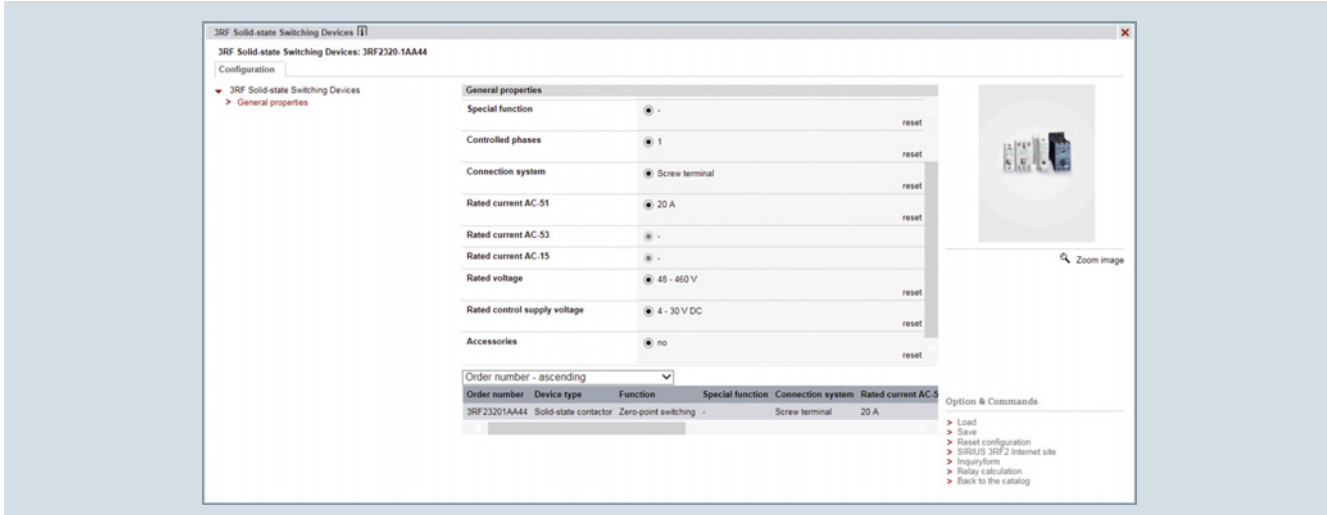 3RF Solid-state Switching Devices
3RF Solid-state Switching Devices: 3RF2320-1AA44
Configuration
3RF Solid-state Switching Devices
> General properties
General properties
Special function
-
reset
Controlled phases
1
reset
Connection system
Screw terminal
reset
Rated current AC-51
20 A
reset
Rated current AC-53
-
Rated current AC-15
-
Rated voltage
48 - 460 V
reset
Rated control supply voltage
4 - 30 V DC
reset
Accessories
no
reset
Zoom image
Order number - ascending
Order number Device type Function Special function Connection system Rated current AC-5
3RF23201AA44 Solid-state contactor Zero-point switching - Screw terminal 20 A
Option & Commands
> Load
> Save
> Reset configuration
> SIRIUS 3RF2 Internet site
> Inquiryform
> Relay calculation
> Back to the catalog